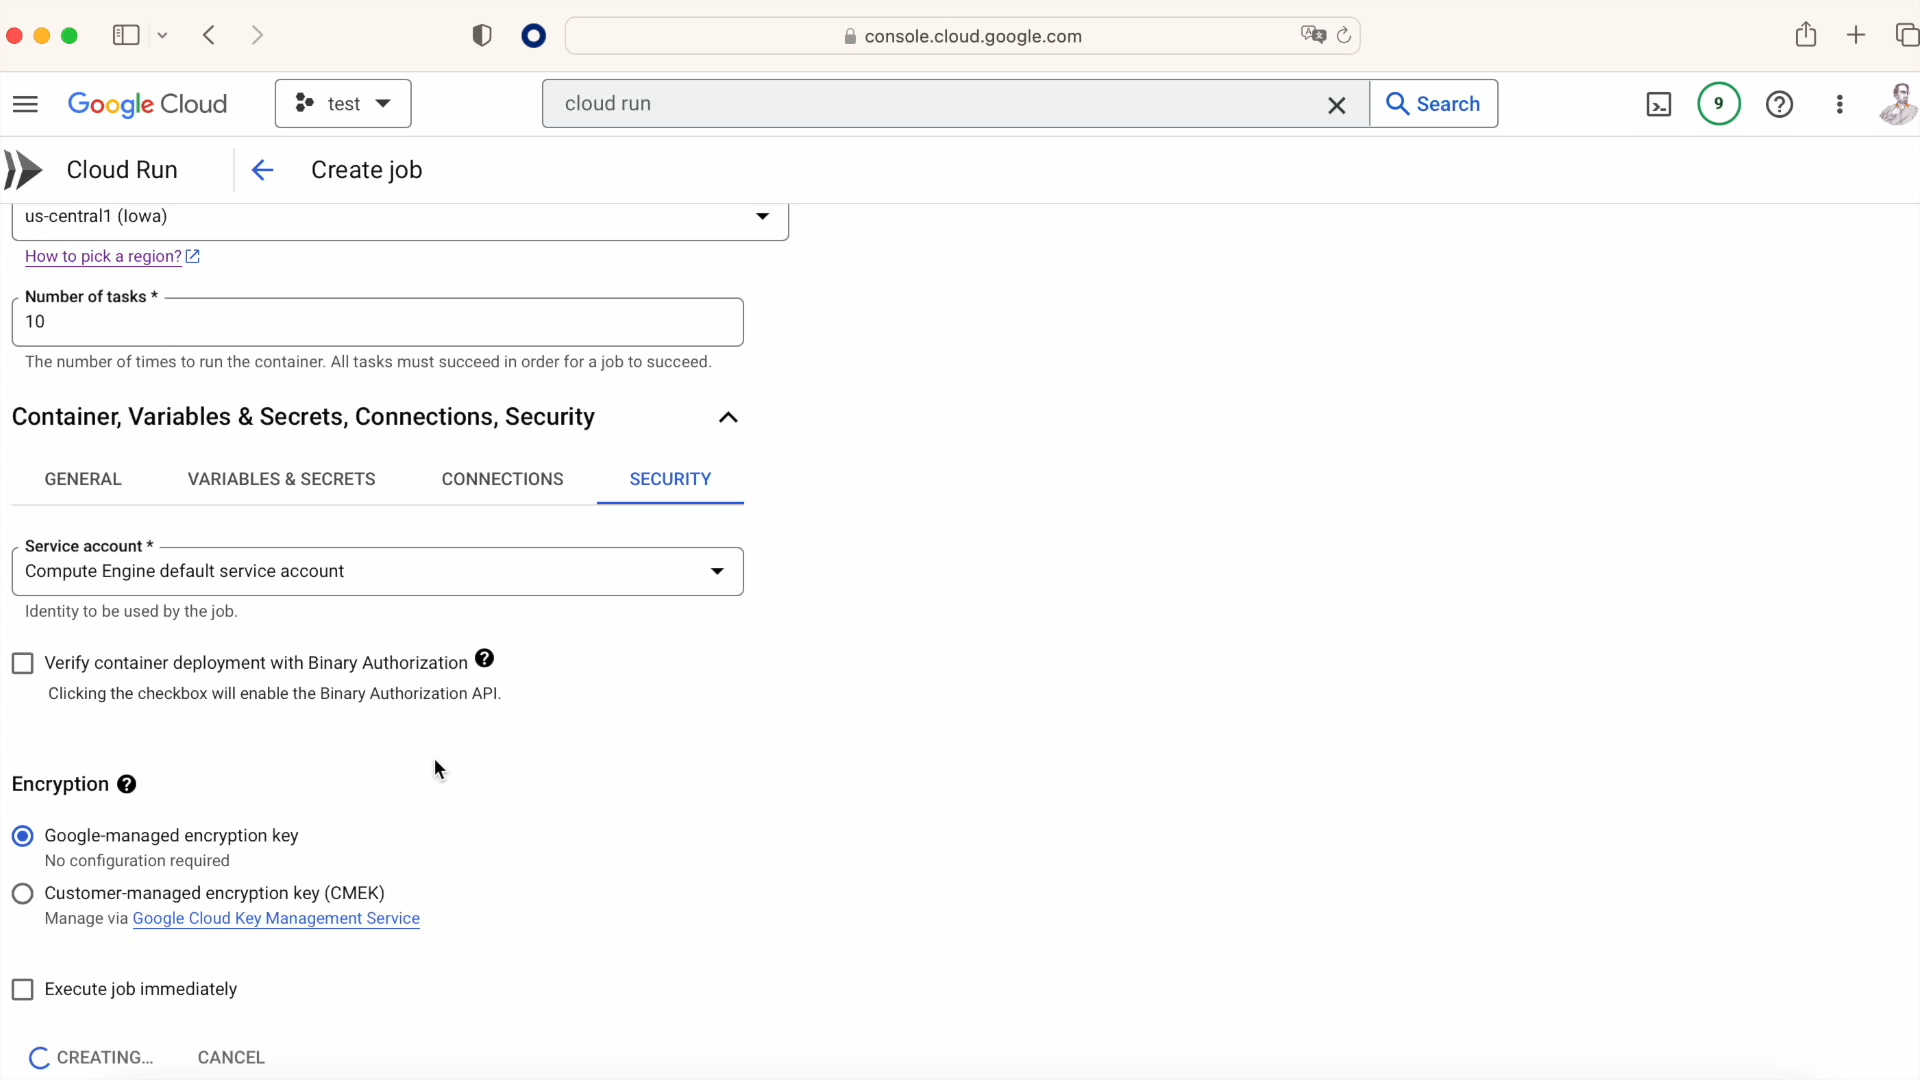 console.cloud.google.com
Google Cloud
test
cloud run
Search
9
Cloud Run
Create job
us-central1 (Iowa)
How to pick a region?
Number of tasks *
10
The number of times to run the container. All tasks must succeed in order for a job to succeed.
Container, Variables & Secrets, Connections, Security
GENERAL
VARIABLES & SECRETS
CONNECTIONS
SECURITY
Service account *
Compute Engine default service account
Identity to be used by the job.
Verify container deployment with Binary Authorization
Clicking the checkbox will enable the Binary Authorization API.
Encryption
Google-managed encryption key
No configuration required
Customer-managed encryption key (CMEK)
Manage via Google Cloud Key Management Service
Execute job immediately
CREATING...
CANCEL